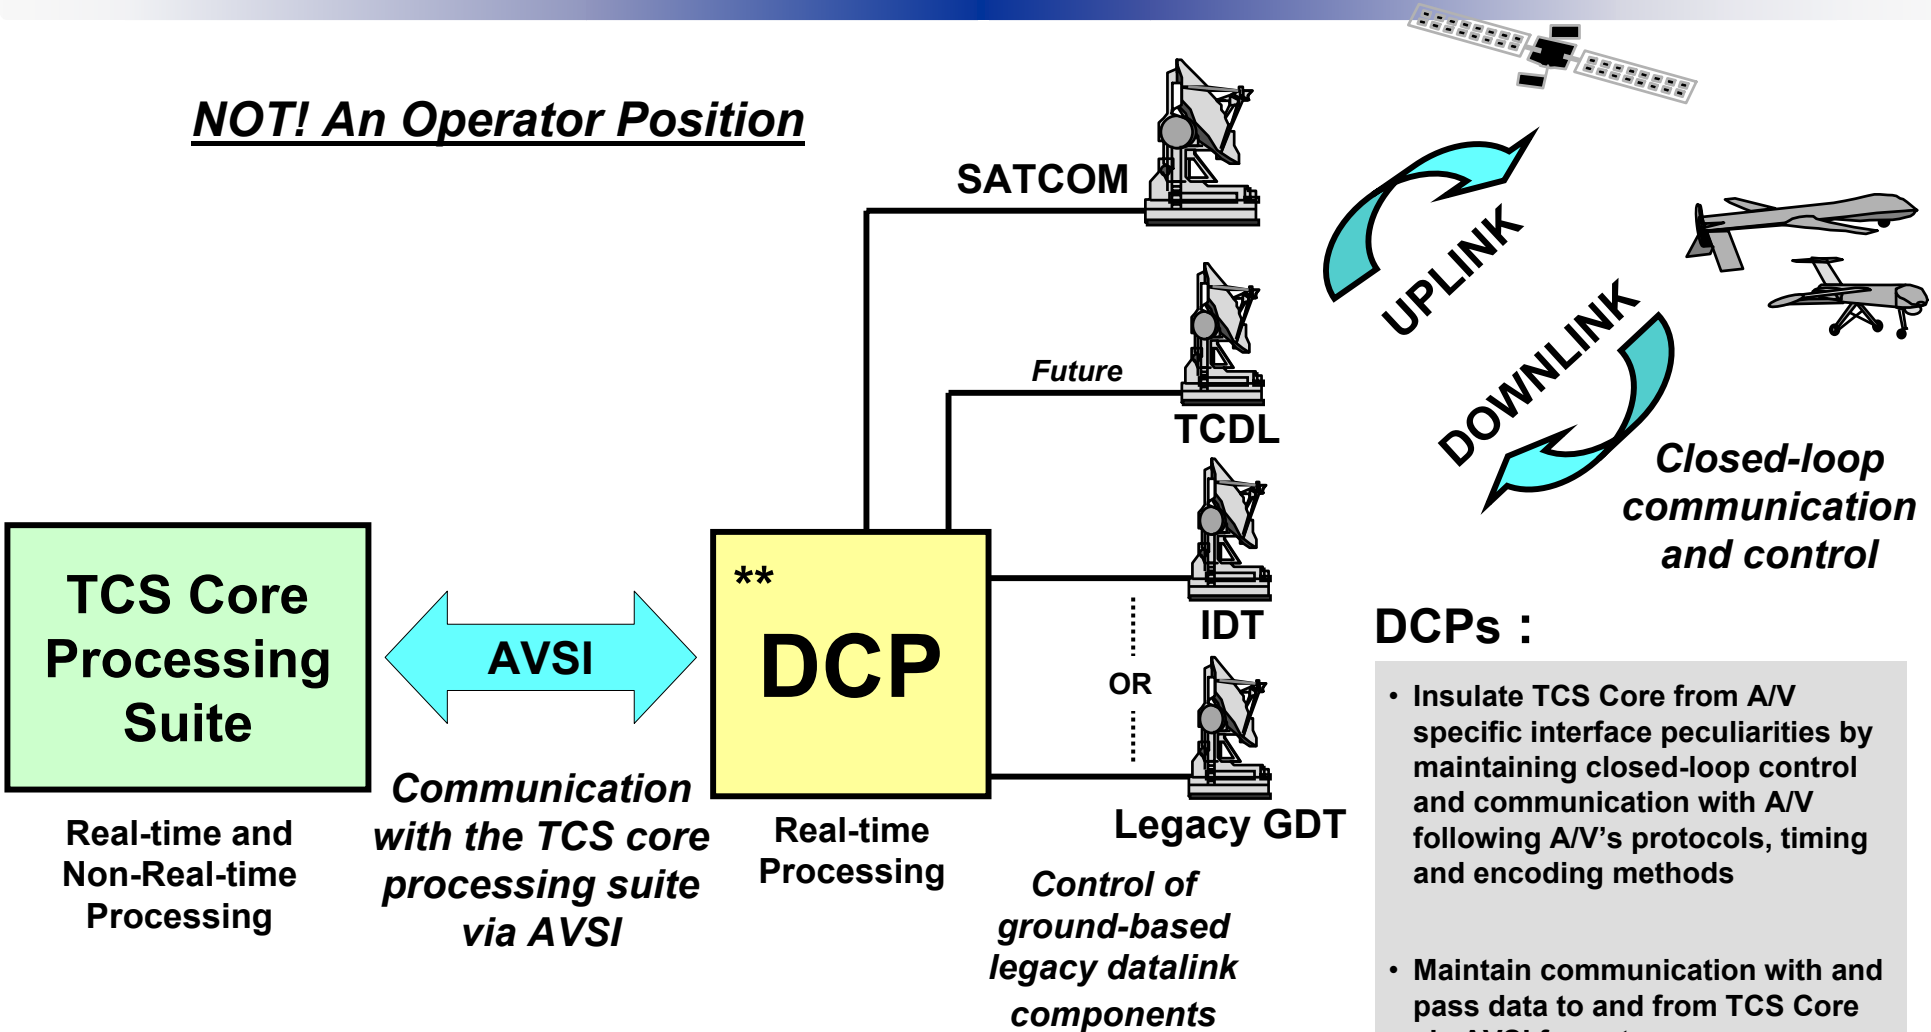 NOT! An Operator Position
SATCOM
UPLINK
DOWNLINK
Future
TCDL
Closed-loop
communication
and control
TCS Core
Processing
Suite
AVSI
**
DCP
IDT
OR
Legacy GDT
Real-time and
Non-Real-time
Processing
Communication
with the TCS core
processing suite
via AVSI
Real-time
Processing
Control of
ground-based
legacy datalink
components
DCPs :
• Insulate TCS Core from A/V
specific interface peculiarities by
maintaining closed-loop control
and communication with A/V
following A/V's protocols, timing
and encoding methods
• Maintain communication with and
pass data to and from TCS Core